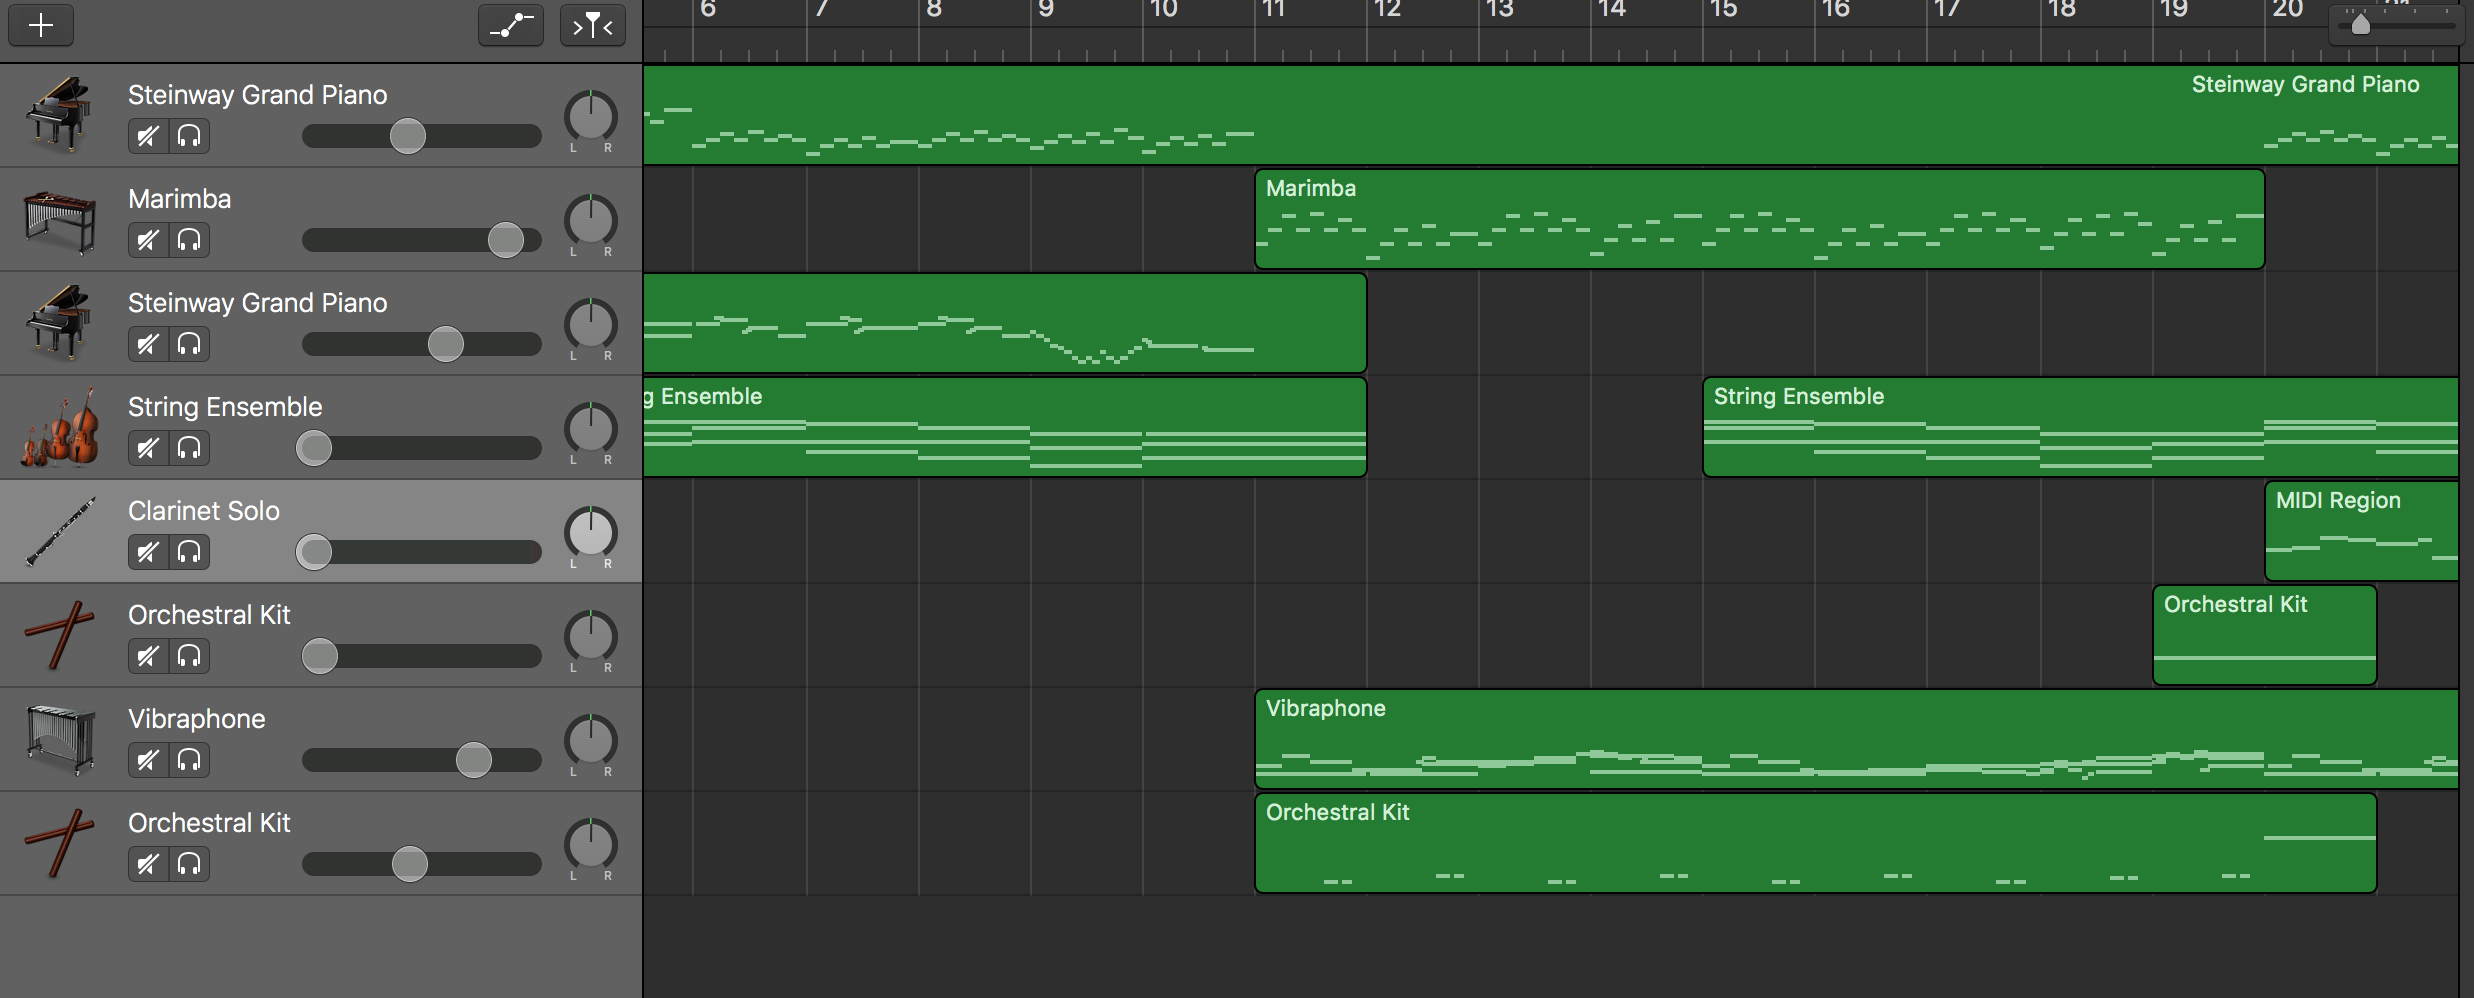 6 7 8 9 10 11 12 13 14 15 16 17 18 19 20
Steinway Grand Piano
L R
Steinway Grand Piano
Marimba
L R
Marimba
Steinway Grand Piano
L R
String Ensemble
L R
g Ensemble
String Ensemble
Clarinet Solo
L R
MIDI Region
Orchestral Kit
L R
Orchestral Kit
Vibraphone
L R
Vibraphone
Orchestral Kit
L R
Orchestral Kit